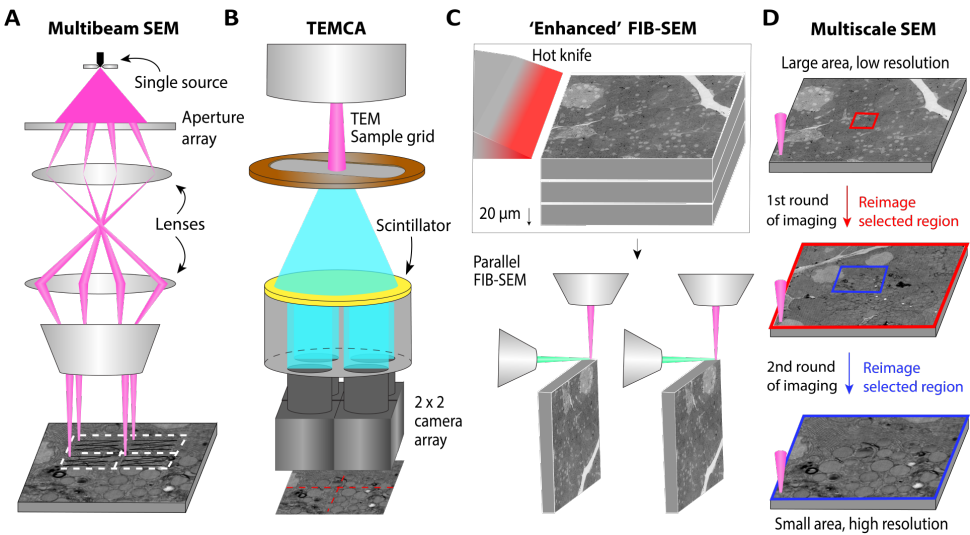 A
Multibeam SEM
Single source
Aperture
array
Lenses
B
TEMCA
TEM
Sample grid
Scintillator
2 x 2
camera
array
C
‘Enhanced’ FIB-SEM
Hot knife
20 µm
Parallel
FIB-SEM
D
Multiscale SEM
Large area, low resolution
1st round
of imaging
Reimage
selected region
2nd round
of imaging
Reimage
selected region
Small area, high resolution